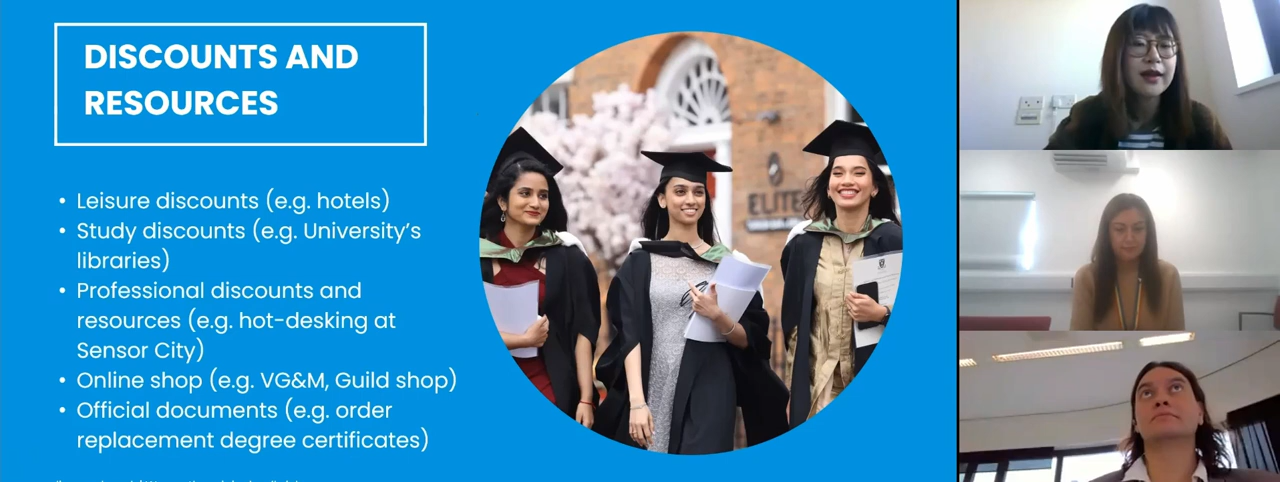 DISCOUNTS AND
RESOURCES
• Leisure discounts (e.g. hotels)
• Study discounts (e.g. University's
libraries)
• Professional discounts and
resources (e.g. hot-desking at
Sensor City)
• Online shop (e.g. VG&M, Guild shop)
• Official documents (e.g. order
replacement degree certificates)
ELITE